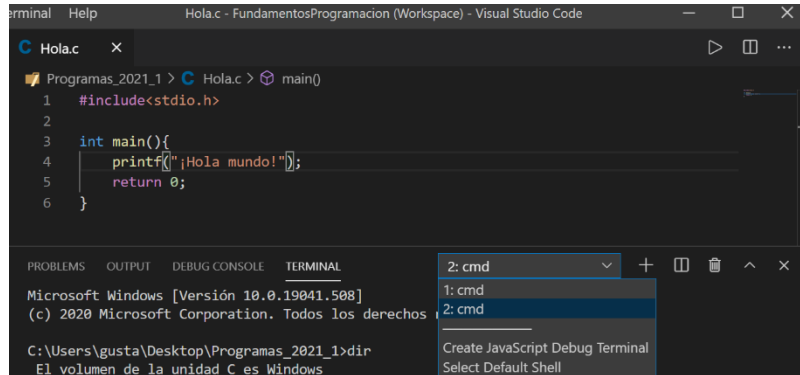 erminal Help Hola.c - FundamentosProgramacion (Workspace) - Visual Studio Code
C Hola.c
Programas_2021_1 > C Hola.c > main()
1 #include<stdio.h>
2
3 int main(){
4 printf("¡Hola mundo!");
5 return 0;
6 }
PROBLEMS OUTPUT DEBUG CONSOLE TERMINAL 2: cmd
1: cmd
2: cmd
Create JavaScript Debug Terminal
Select Default Shell
Microsoft Windows [Versión 10.0.19041.508]
(c) 2020 Microsoft Corporation. Todos los derechos
C:\Users\gusta\Desktop\Programas_2021_1>dir
El volumen de la unidad C es Windows